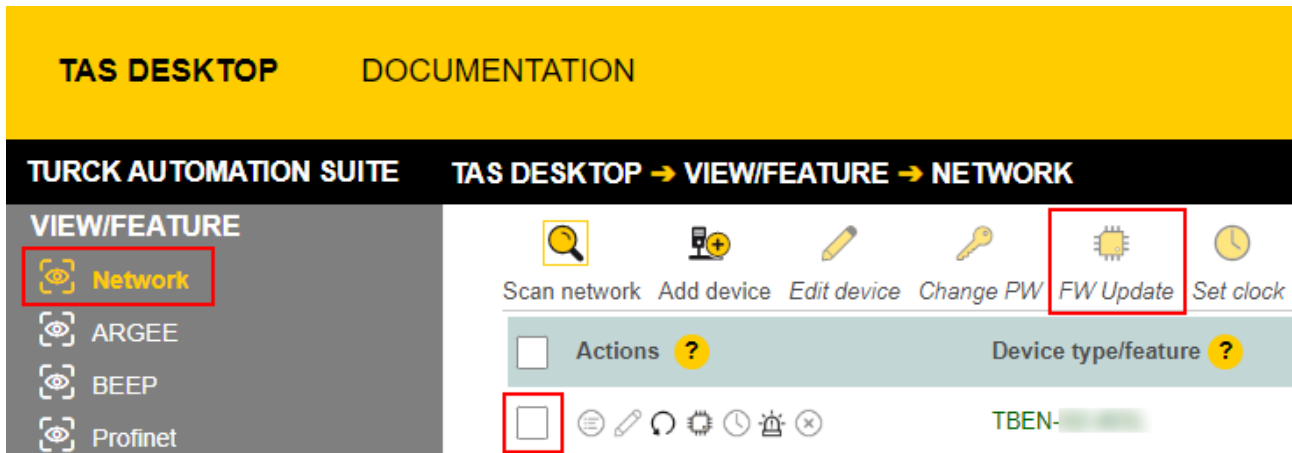 TAS DESKTOP DOCUMENTATION
TURCK AUTOMATION SUITE TAS DESKTOP ➔ VIEW/FEATURE ➔ NETWORK
VIEW/FEATURE
Network
ARGEE
BEEP
Profinet
Scan network Add device Edit device Change PW FW Update Set clock
Actions ? Device type/feature ?
TBEN-